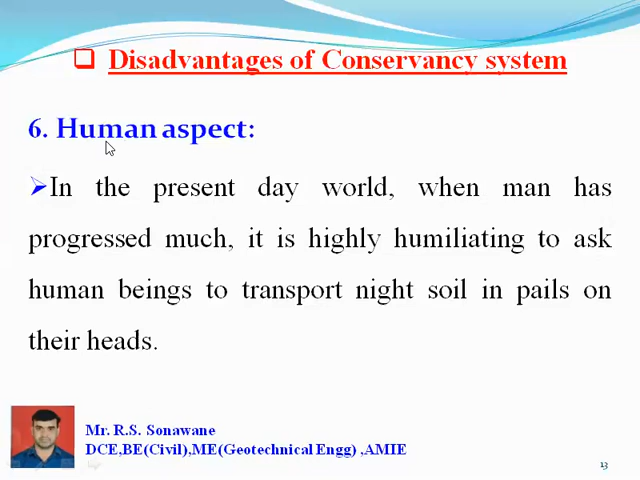 ❑ Disadvantages of Conservancy system
6. Human aspect:
➢In the present day world, when man has
progressed much, it is highly humiliating to ask
human beings to transport night soil in pails on
their heads.
Mr. R.S. Sonawane
DCE,BE(Civil),ME(Geotechnical Engg) ,AMIE
13